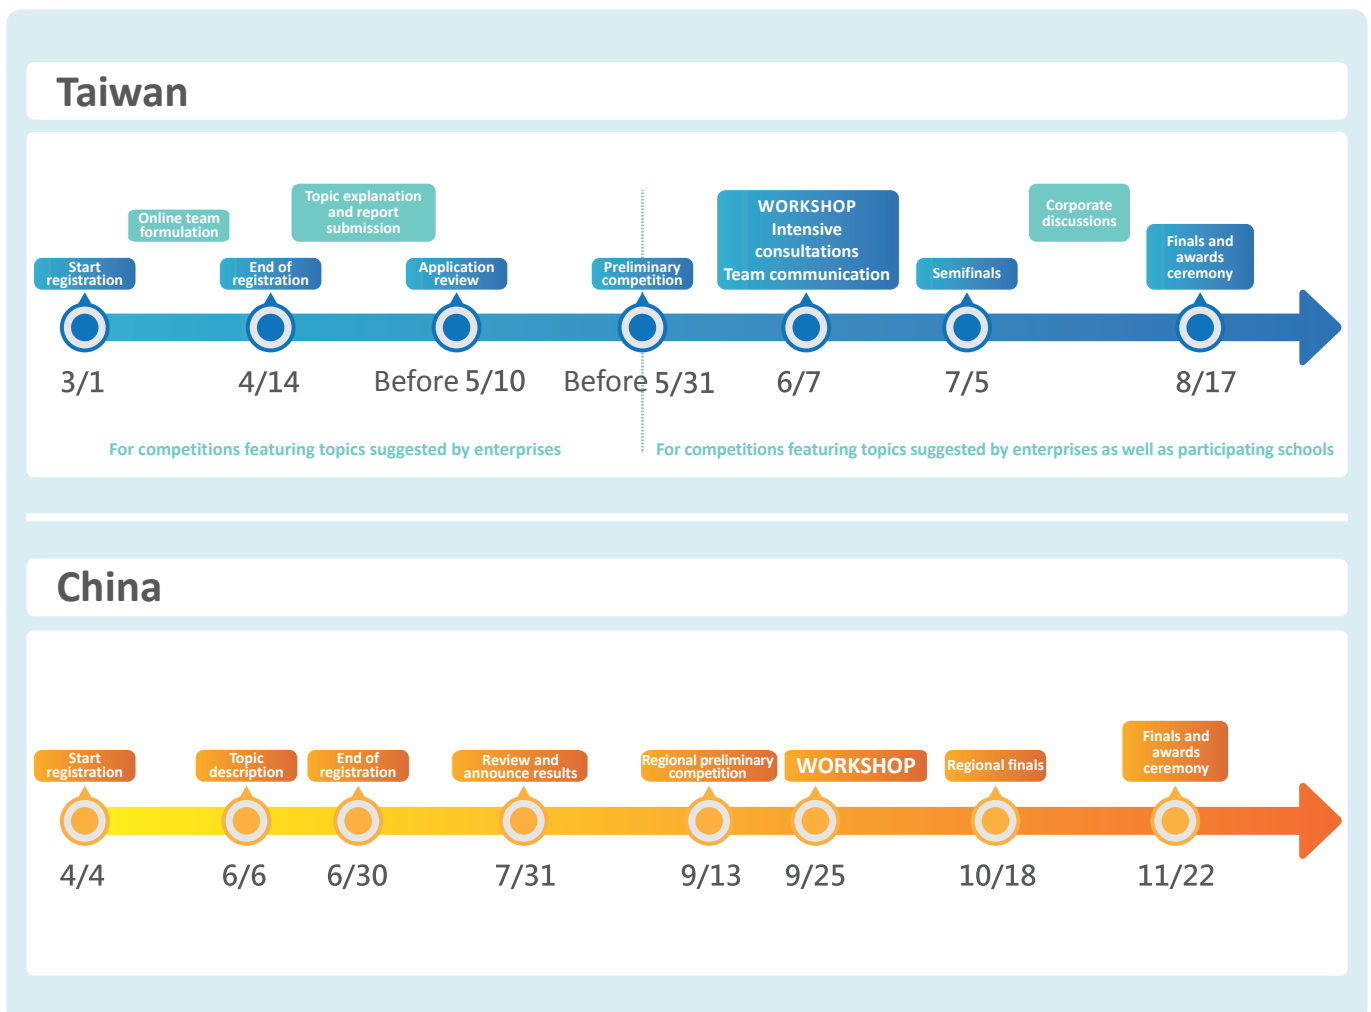 Taiwan
Online team
formulation
Topic explanation
and report
submission
WORKSHOP
Intensive
consultations
Team communication
Corporate
discussions
Finals and
awards
ceremony
Start
registration
End of
registration
Application
review
Preliminary
competition
Semifinals
3/1
4/14
Before 5/10
Before 5/31
6/7
7/5
8/17
For competitions featuring topics suggested by enterprises
For competitions featuring topics suggested by enterprises as well as participating schools
China
Start
registration
Topic
description
End of
registration
Review and
announce results
Regional preliminary
competition
WORKSHOP
Regional finals
Finals and
awards
ceremony
4/4
6/6
6/30
7/31
9/13
9/25
10/18
11/22